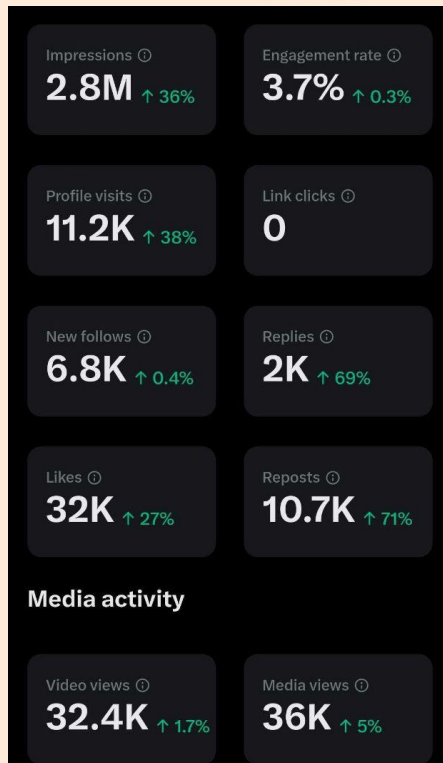 Impressions
Engagement rate
2.8M ↑ 36%
3.7% ↑ 0.3%
Profile visits
Link clicks
11.2K ↑ 38%
0
New follows
Replies
6.8K ↑ 0.4%
2K ↑ 69%
Likes
Reposts
32K ↑ 27%
10.7K ↑ 71%
Media activity
Video views
Media views
32.4K ↑ 1.7%
36K ↑ 5%